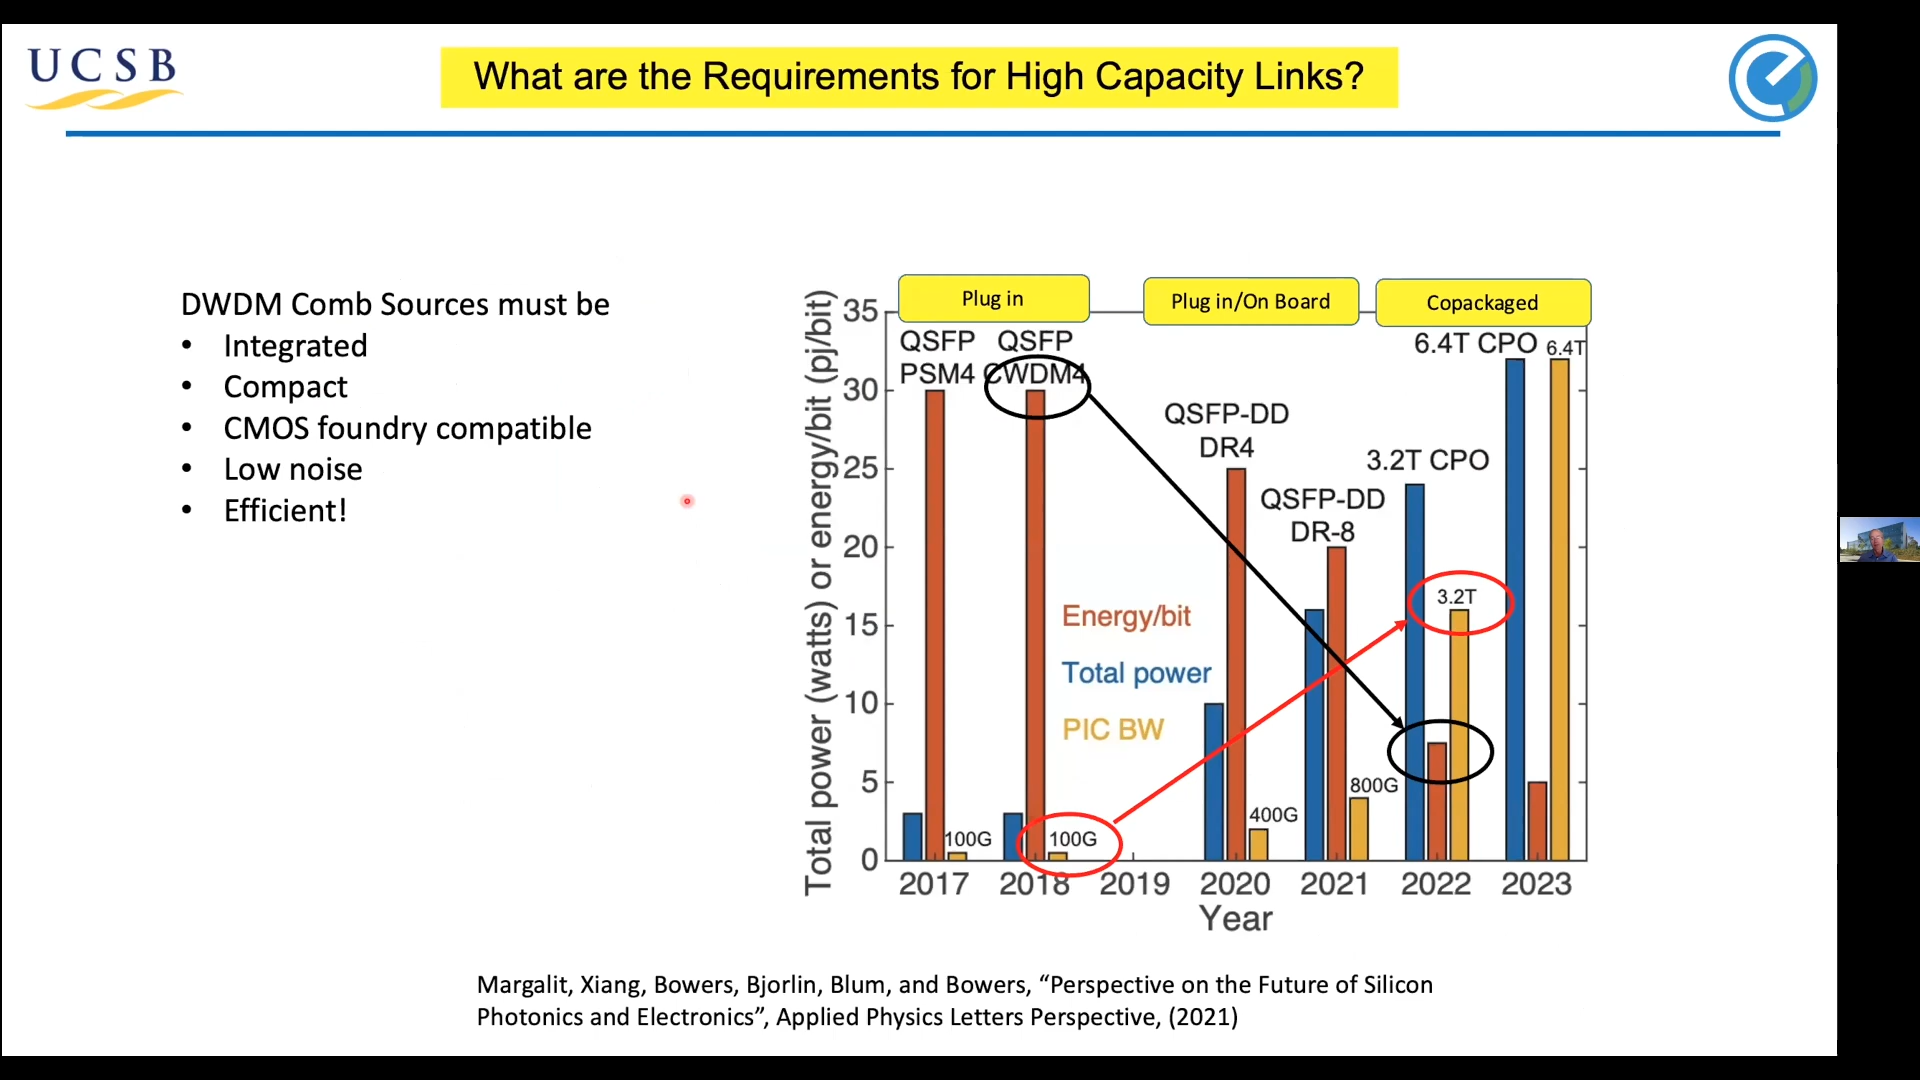 UCSB
What are the Requirements for High Capacity Links?
DWDM Comb Sources must be
• Integrated
• Compact
• CMOS foundry compatible
• Low noise
• Efficient!
Total power (watts) or energy/bit (pj/bit)
35
30
25
20
15
10
5
0
Plug in
Plug in/On Board
Copackaged
QSFP
PSM4
QSFP
CWDM4
QSFP-DD
DR4
QSFP-DD
DR-8
3.2T CPO
6.4T CPO
6.4T
3.2T
Energy/bit
Total power
PIC BW
100G
100G
400G
800G
2017 2018 2019 2020 2021 2022 2023
Year
Margalit, Xiang, Bowers, Bjorlin, Blum, and Bowers, “Perspective on the Future of Silicon
Photonics and Electronics”, Applied Physics Letters Perspective, (2021)